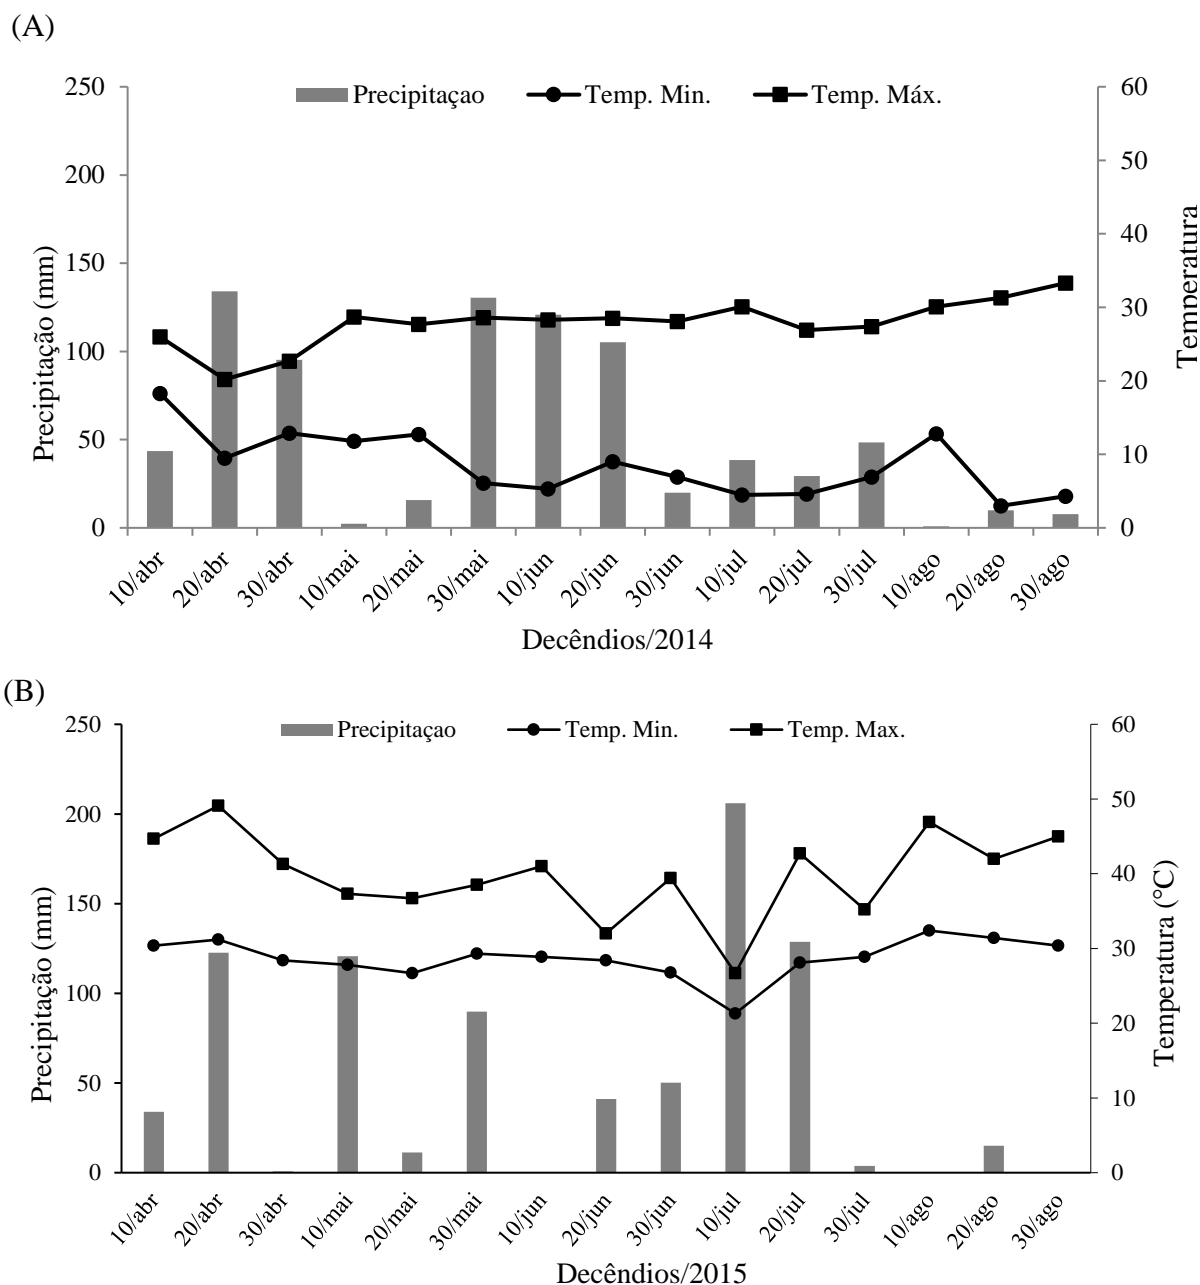 (A)
Precipitaçao Temp. Min. Temp. Máx.
Precipitação (mm)
250
200
150
100
50
0
60
50
40
30
20
10
0
Temperatura
10/abr 20/abr 30/abr 10/mai 20/mai 30/mai 10/jun 20/jun 30/jun 10/jul 20/jul 30/jul 10/ago 20/ago 30/ago
Decêndios/2014
(B)
Precipitaçao Temp. Min. Temp. Max.
Precipitação (mm)
250
200
150
100
50
0
60
50
40
30
20
10
0
Temperatura (°C)
10/abr 20/abr 30/abr 10/mai 20/mai 30/mai 10/jun 20/jun 30/jun 10/jul 20/jul 30/jul 10/ago 20/ago 30/ago
Decêndios/2015